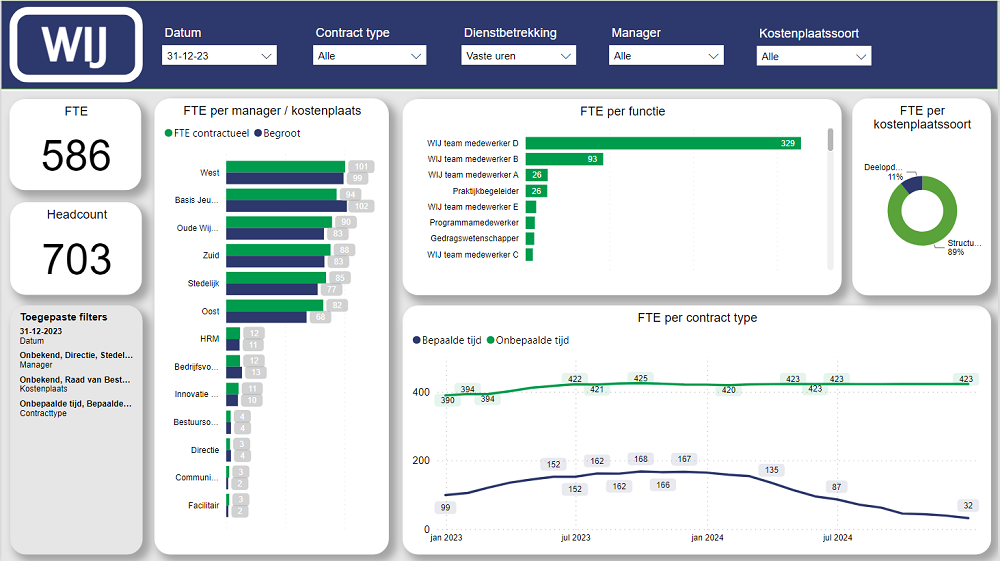 WIJ
Datum
31-12-23
Contract type
Alle
Dienstbetrekking
Vaste uren
Manager
Alle
Kostenplaatssoort
Alle
FTE
586
Headcount
703
Toegepaste filters
31-12-2023
Datum
Onbekend, Directie, Stedel...
Manager
Onbekend, Raad van Best...
Kostenplaats
Onbepaalde tijd, Bepaalde...
Contracttype
FTE per manager / kostenplaats
FTE contractueel Begroot
West 101 99
Basis Jeu... 94 102
Oude Wij... 90 83
Zuid 88 83
Stedelijk 85 77
Oost 82 68
HRM 12 11
Bedrijfsvo... 12 13
Innovatie ... 11 10
Bestuurso... 4 4
Directie 3 4
Communi... 3 2
Facilitair 3 2
FTE per functie
WIJ team medewerker D 329
WIJ team medewerker B 93
WIJ team medewerker A 26
Praktijkbegeleider 26
WIJ team medewerker E
Programmamedewerker
Gedragswetenschapper
WIJ team medewerker C
FTE per
kostenplaatssoort
Deelopd...
11%
Structu...
89%
FTE per contract type
Bepaalde tijd Onbepaalde tijd
400
200
0
390 394 394 422 421 425 420 423 423 423 423
99 152 152 162 162 168 166 167 135 87 32
jan 2023 jul 2023 jan 2024 jul 2024